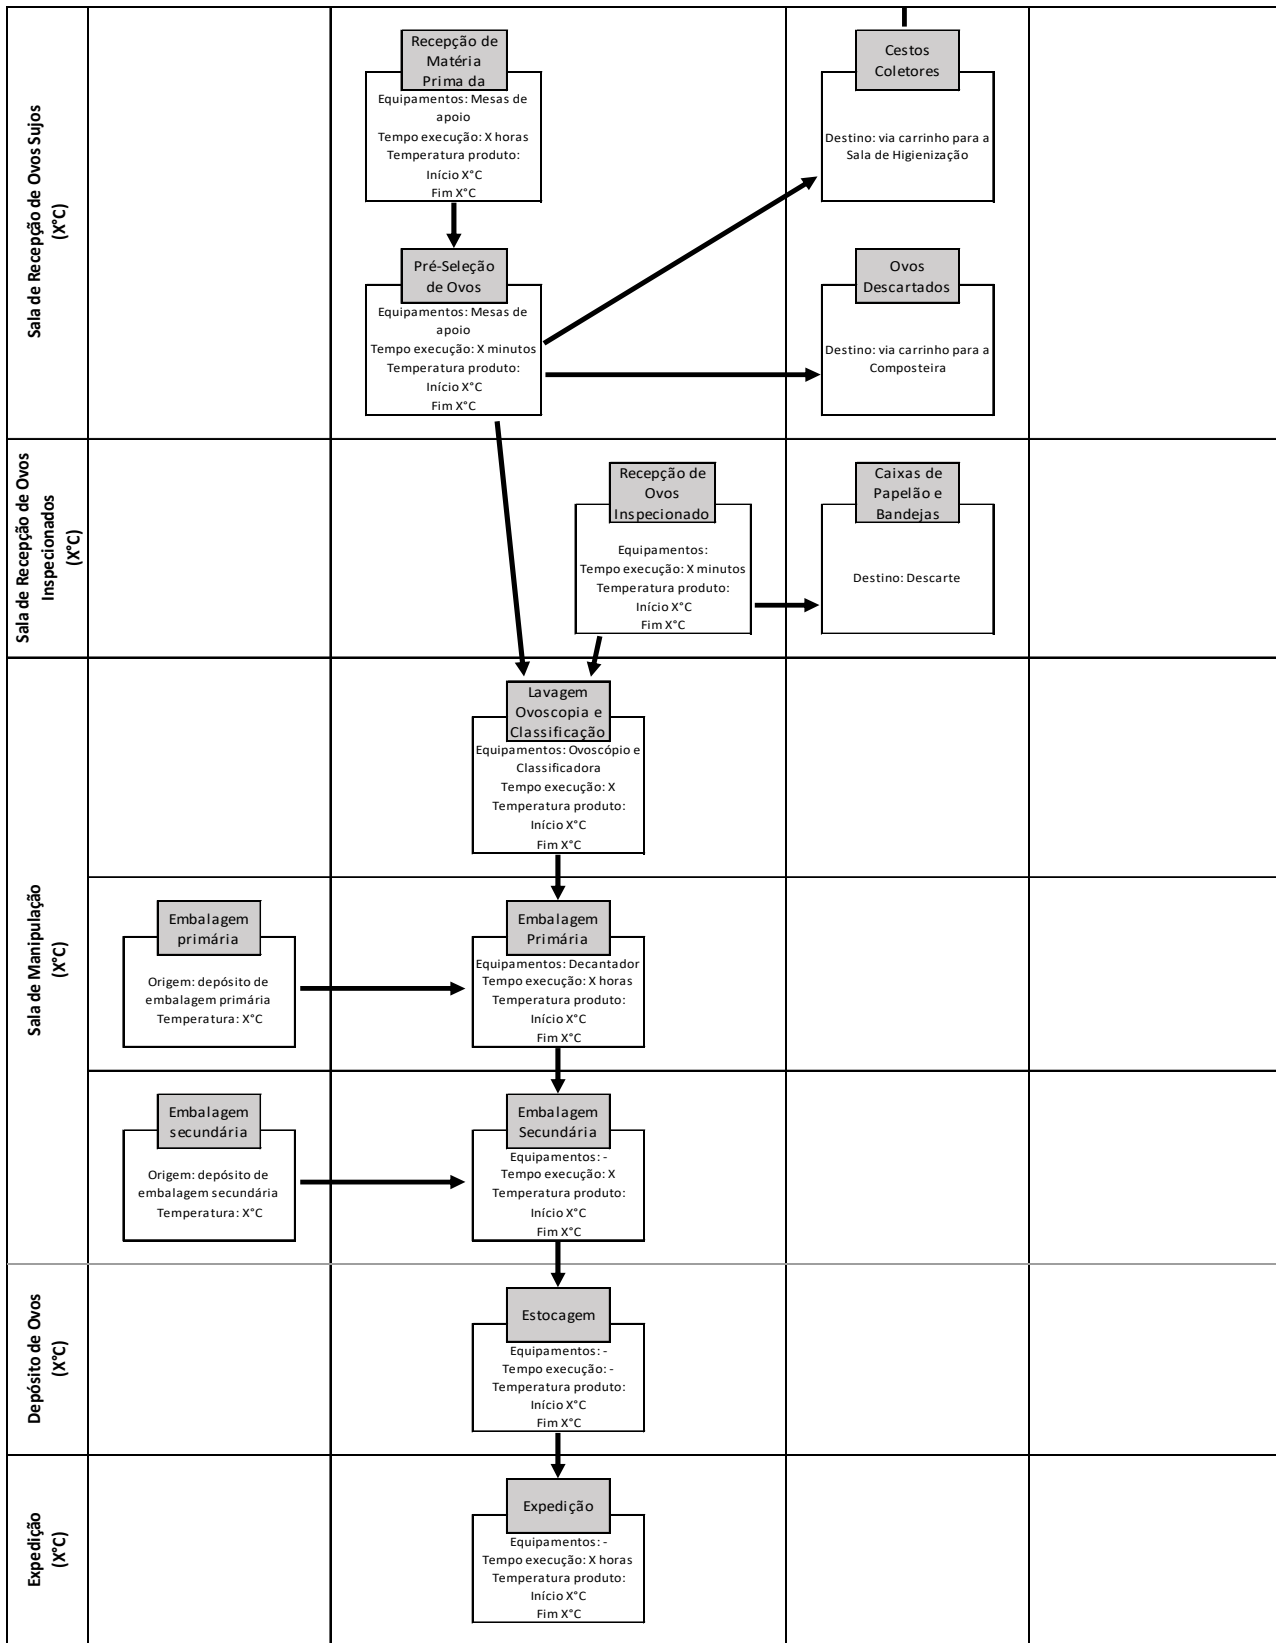 Sala de Recepção de Ovos Sujos
(X°C)
Recepção de
Matéria
Prima da
Equipamentos: Mesas de
apoio
Tempo execução: X horas
Temperatura produto:
Início X°C
Fim X°C
Cestos
Coletores
Destino: via carrinho para a
Sala de Higienização
Pré-Seleção
de Ovos
Equipamentos: Mesas de
apoio
Tempo execução: X minutos
Temperatura produto:
Início X°C
Fim X°C
Ovos
Descartados
Destino: via carrinho para a
Composteira
Sala de Recepção de Ovos
Inspecionados
(X°C)
Recepção de
Ovos
Inspecionado
Equipamentos:
Tempo execução: X minutos
Temperatura produto:
Início X°C
Fim X°C
Caixas de
Papelão e
Bandejas
Destino: Descarte
Sala de Manipulação
(X°C)
Lavagem
Ovoscopia e
Classificação
Equipamentos: Ovoscópio e
Classificadora
Tempo execução: X
Temperatura produto:
Início X°C
Fim X°C
Embalagem
primária
Origem: depósito de
embalagem primária
Temperatura: X°C
Embalagem
Primária
Equipamentos: Decantador
Tempo execução: X horas
Temperatura produto:
Início X°C
Fim X°C
Embalagem
secundária
Origem: depósito de
embalagem secundária
Temperatura: X°C
Embalagem
Secundária
Equipamentos: -
Tempo execução: X
Temperatura produto:
Início X°C
Fim X°C
Depósito de Ovos
(X°C)
Estocagem
Equipamentos: -
Tempo execução: -
Temperatura produto:
Início X°C
Fim X°C
Expedição
(X°C)
Expedição
Equipamentos: -
Tempo execução: X horas
Temperatura produto:
Início X°C
Fim X°C